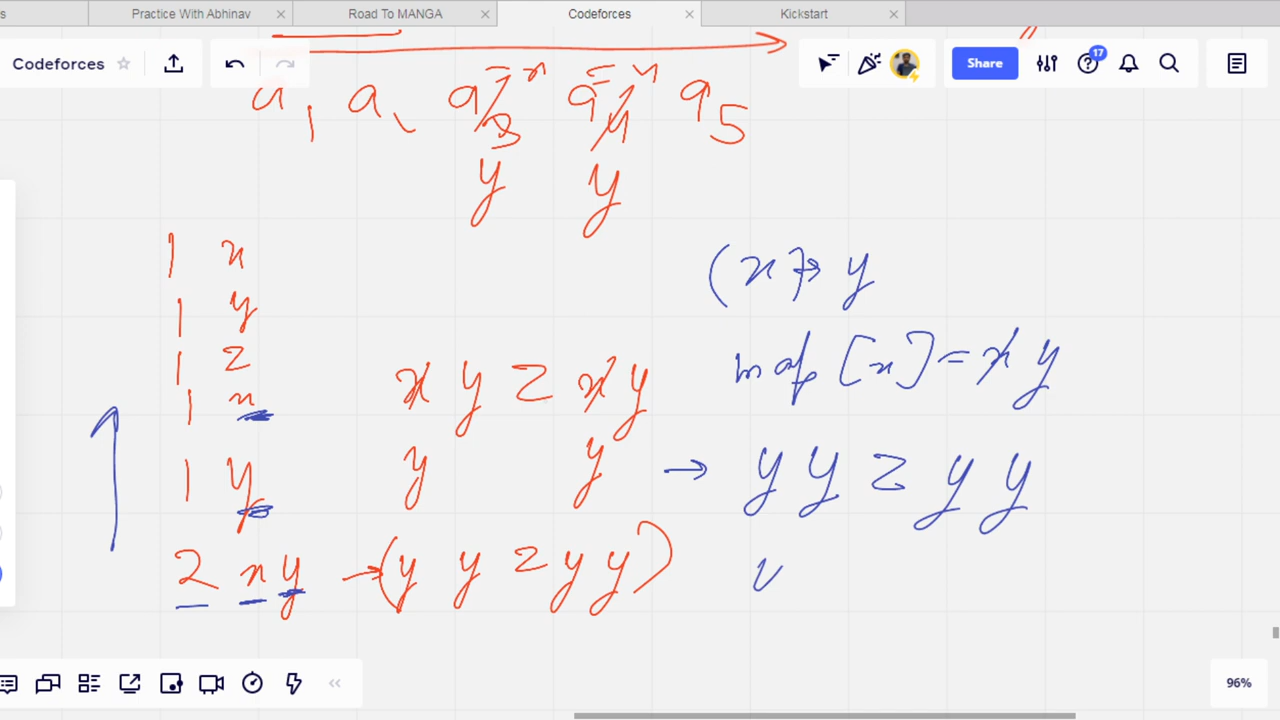 s Practice With Abhinav × Road To MANGA × Codeforces × Kickstart ×
Codeforces Share 17
a1 a2 a3 = x a4 = x a5
y y
1 x
1 y
1 z
1 x
1 y
2 x y → (y y z y y)
x y z x y
y y → y y z y y
(x) → y
map [x] = x y
96%